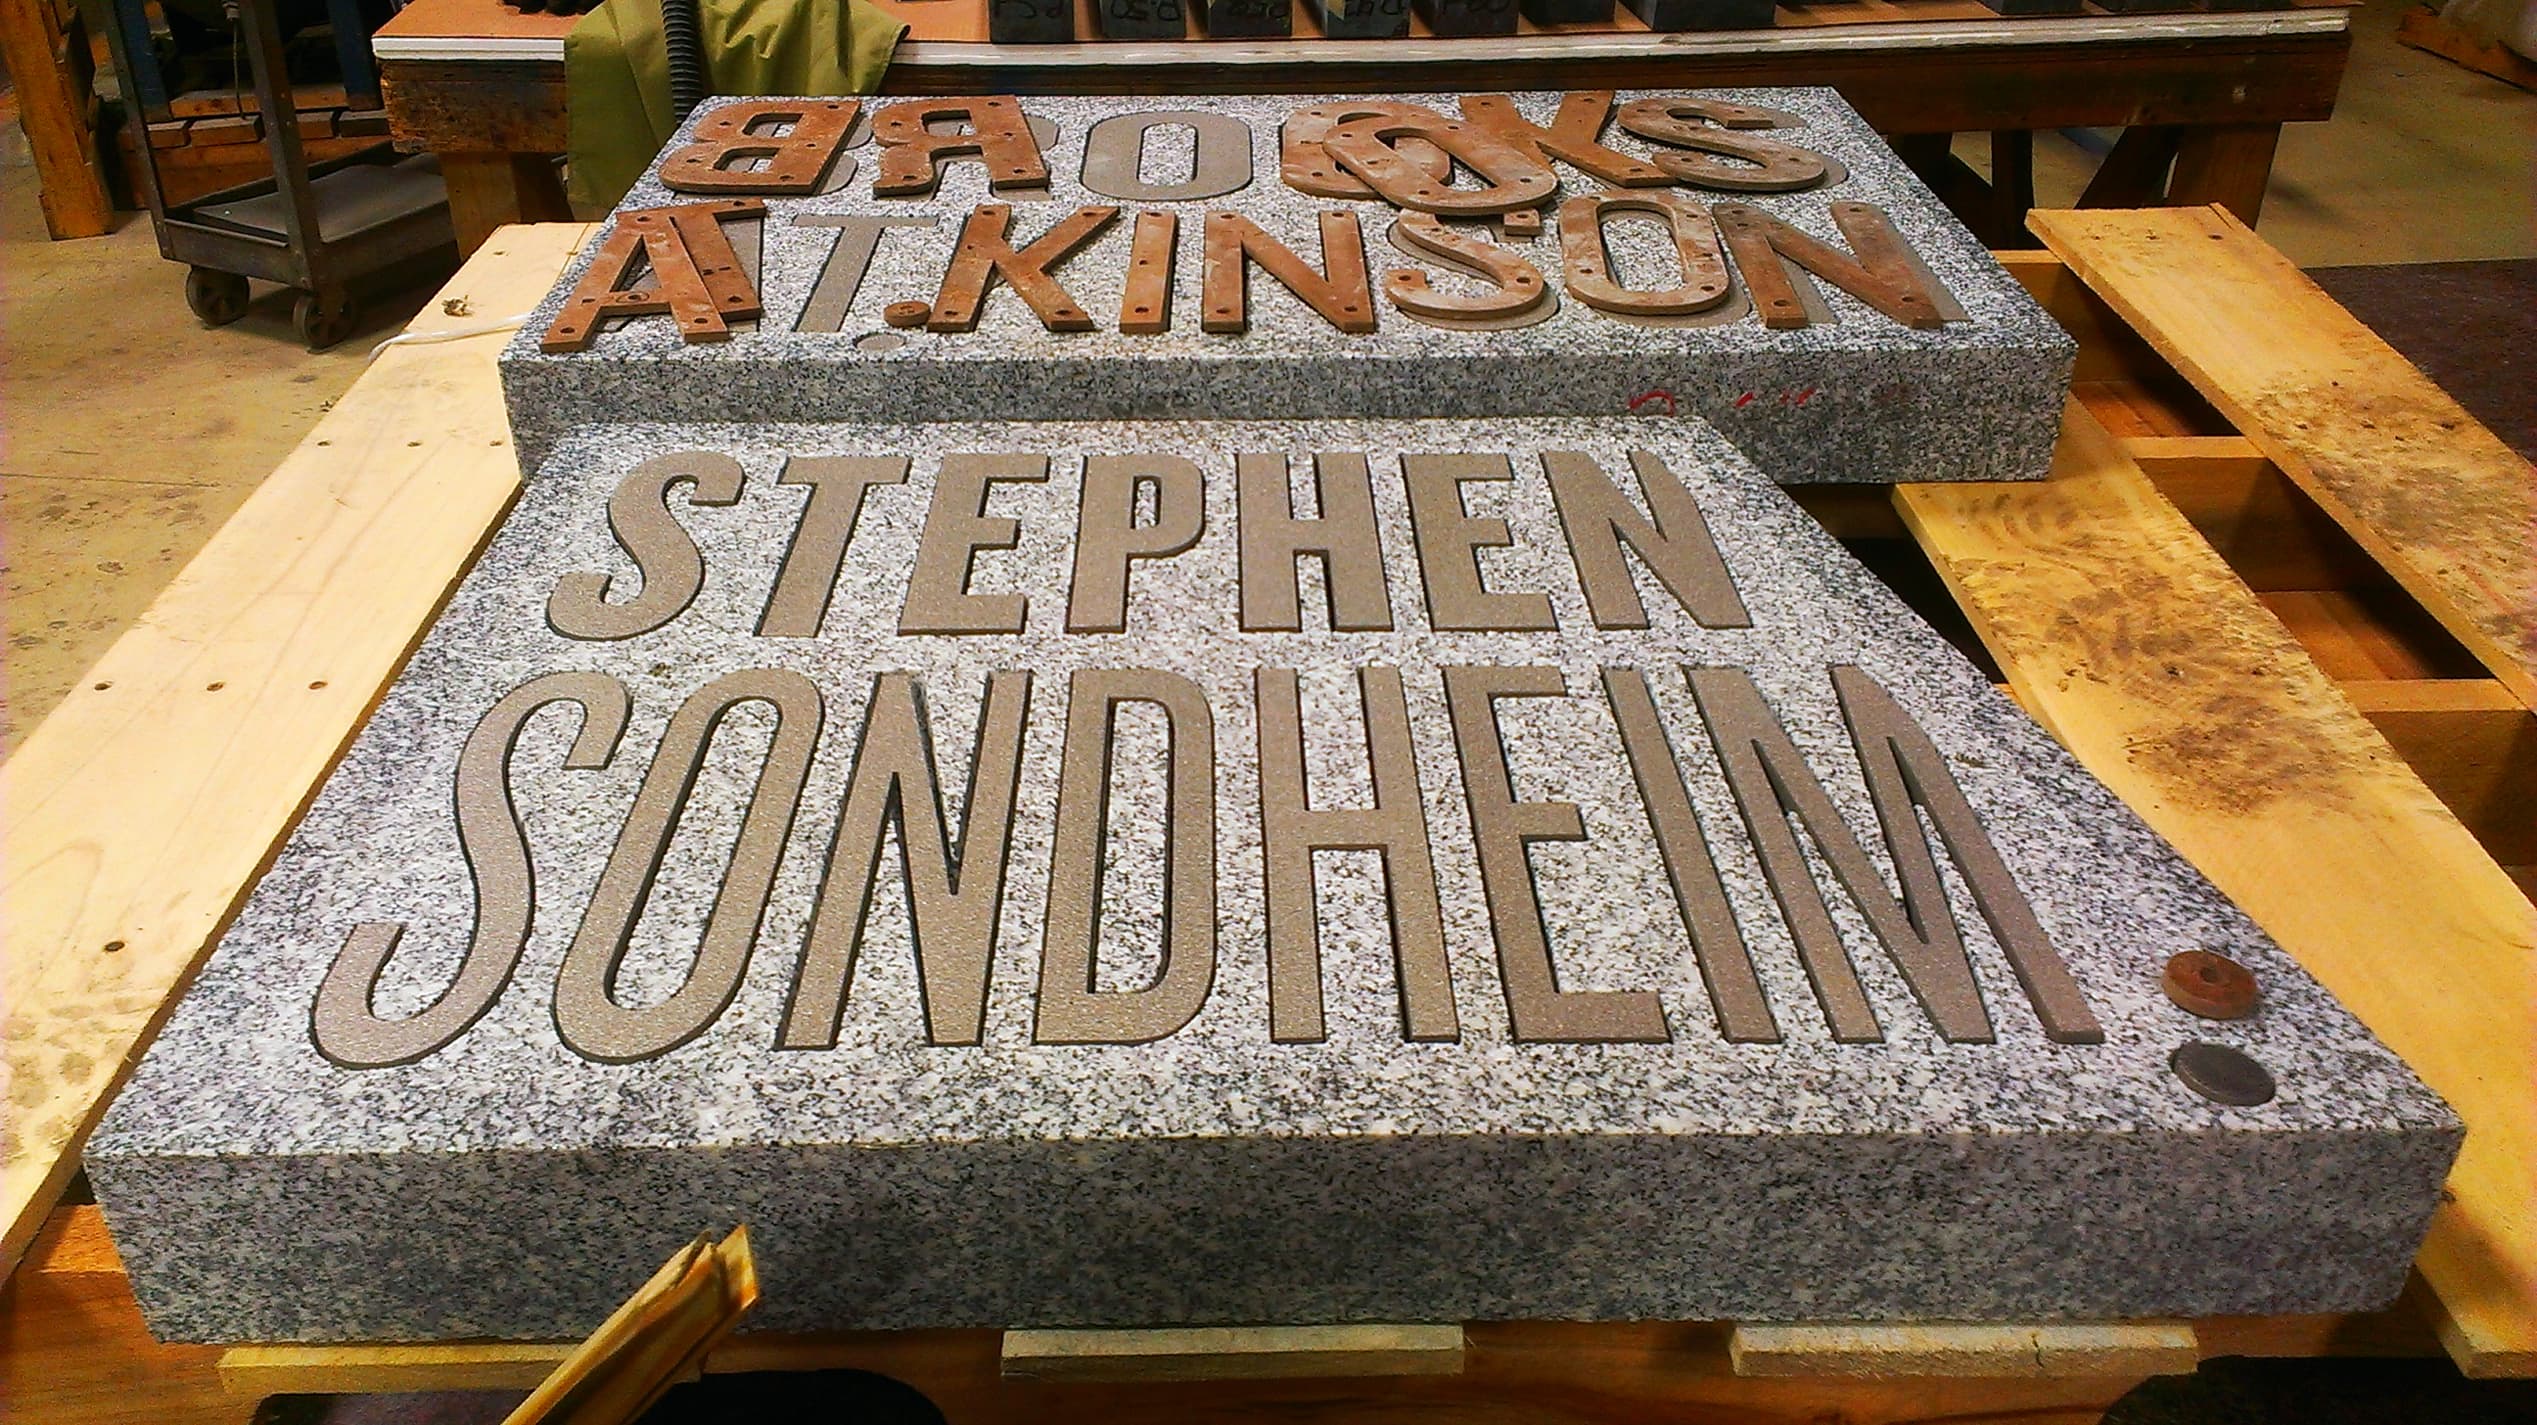 BROOKS
ATKINSON
STEPHEN
SONDHEIM.